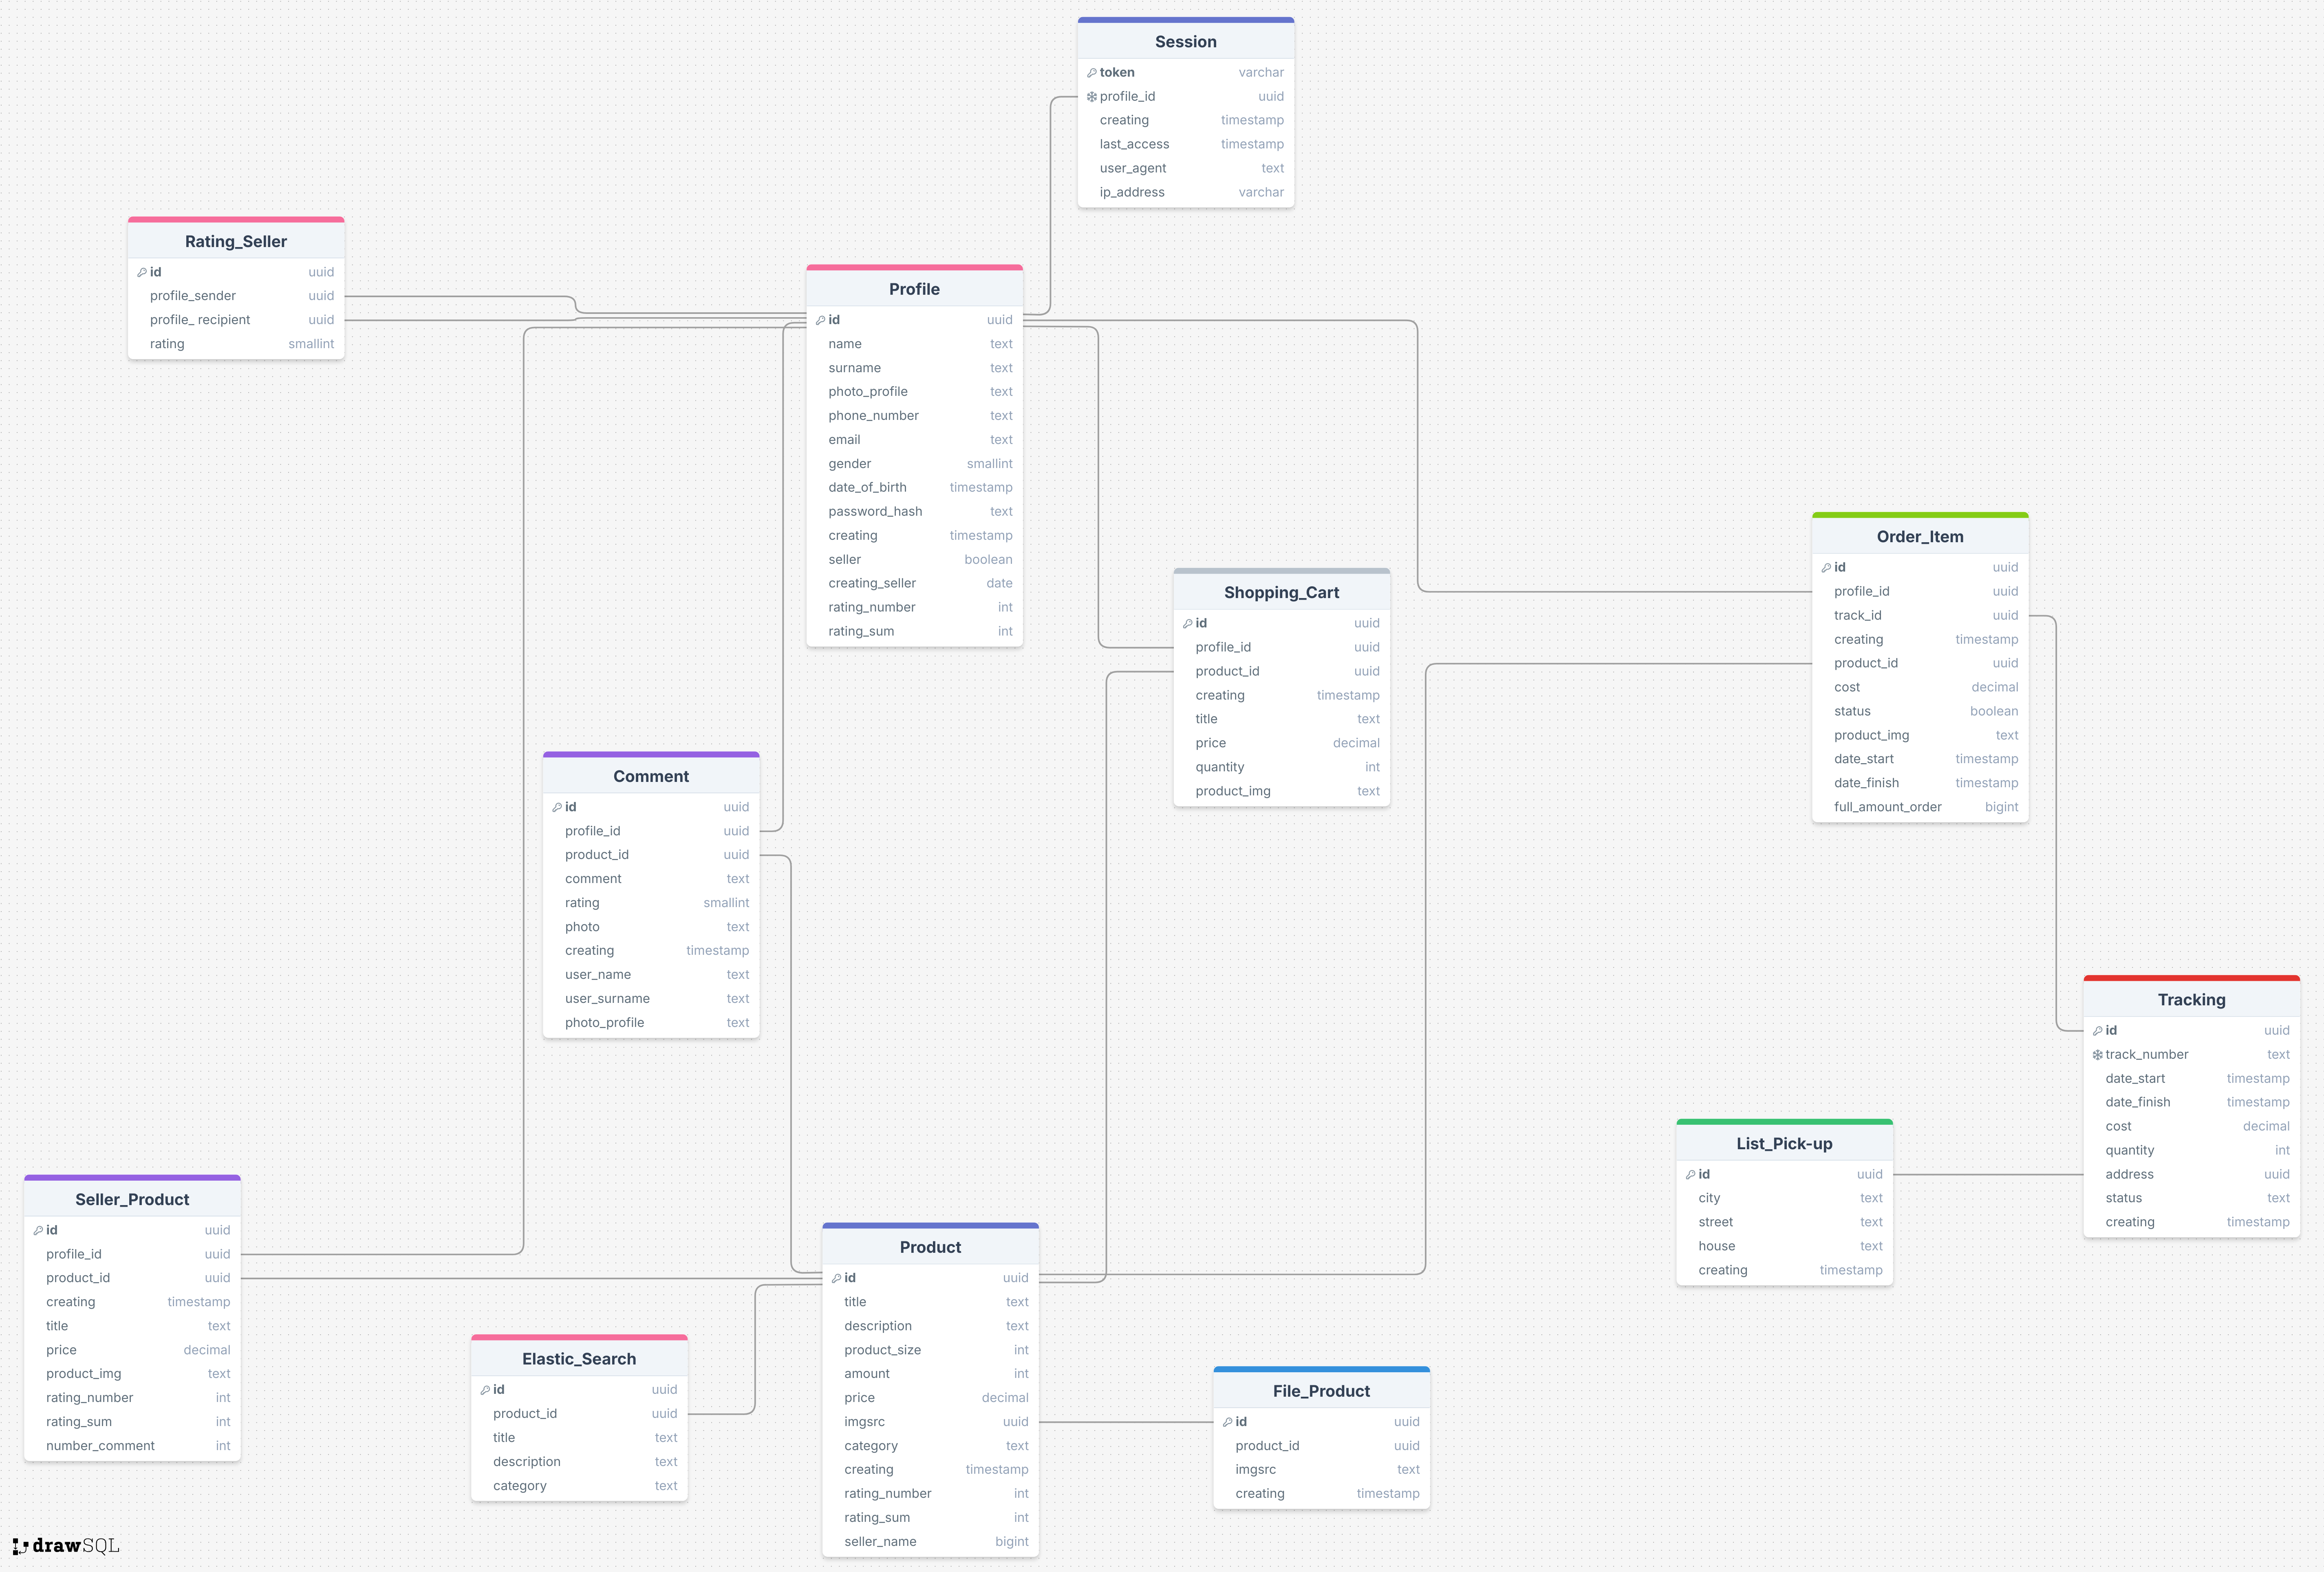 Session
token varchar
profile_id uuid
creating timestamp
last_access timestamp
user_agent text
ip_address varchar
Rating_Seller
id uuid
profile_sender uuid
profile_ recipient uuid
rating smallint
Profile
id uuid
name text
surname text
photo_profile text
phone_number text
email text
gender smallint
date_of_birth timestamp
password_hash text
creating timestamp
seller boolean
creating_seller date
rating_number int
rating_sum int
Order_Item
id uuid
profile_id uuid
track_id uuid
creating timestamp
product_id uuid
cost decimal
status boolean
product_img text
date_start timestamp
date_finish timestamp
full_amount_order bigint
Shopping_Cart
id uuid
profile_id uuid
product_id uuid
creating timestamp
title text
price decimal
quantity int
product_img text
Comment
id uuid
profile_id uuid
product_id uuid
comment text
rating smallint
photo text
creating timestamp
user_name text
user_surname text
photo_profile text
Tracking
id uuid
track_number text
date_start timestamp
date_finish timestamp
cost decimal
quantity int
address uuid
status text
creating timestamp
List_Pick-up
id uuid
city text
street text
house text
creating timestamp
Seller_Product
id uuid
profile_id uuid
product_id uuid
creating timestamp
title text
price decimal
product_img text
rating_number int
rating_sum int
number_comment int
Product
id uuid
title text
description text
product_size int
amount int
price decimal
imgsrc uuid
category text
creating timestamp
rating_number int
rating_sum int
seller_name bigint
Elastic_Search
id uuid
product_id uuid
title text
description text
category text
File_Product
id uuid
product_id uuid
imgsrc text
creating timestamp
drawSQL